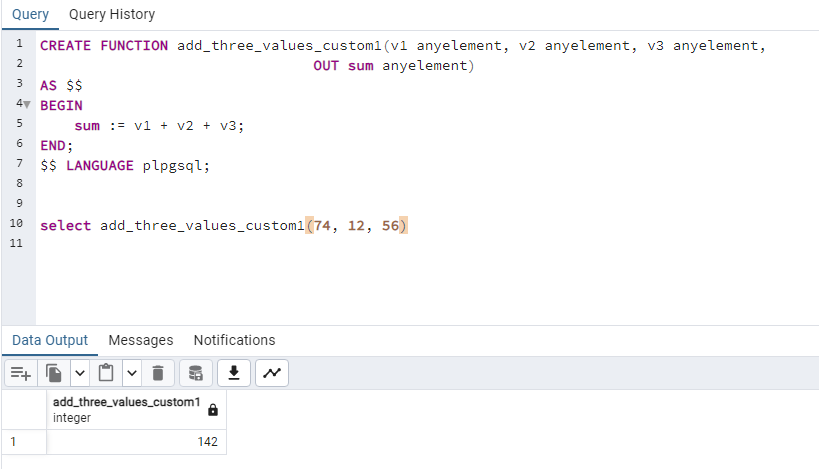 Query Query History
1 CREATE FUNCTION add_three_values_custom1(v1 anyelement, v2 anyelement, v3 anyelement,
2 OUT sum anyelement)
3 AS $$
4 BEGIN
5 sum := v1 + v2 + v3;
6 END;
7 $$ LANGUAGE plpgsql;
8
9
10 select add_three_values_custom1(74, 12, 56)
11
Data Output Messages Notifications
add_three_values_custom1
integer
1 142